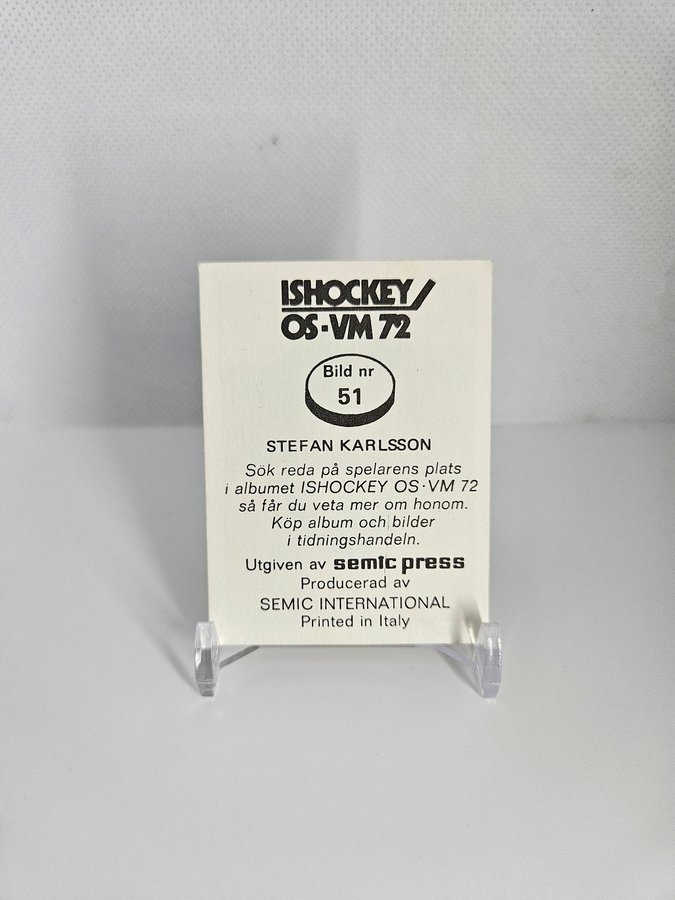 ISHOCKEY/
OS·VM 72
Bild nr
51
STEFAN KARLSSON
Sök reda på spelarens plats
i albumet ISHOCKEY OS·VM 72
så får du veta mer om honom.
Köp album och bilder
i tidningshandeln.
Utgiven av semic press
Producerad av
SEMIC INTERNATIONAL
Printed in Italy